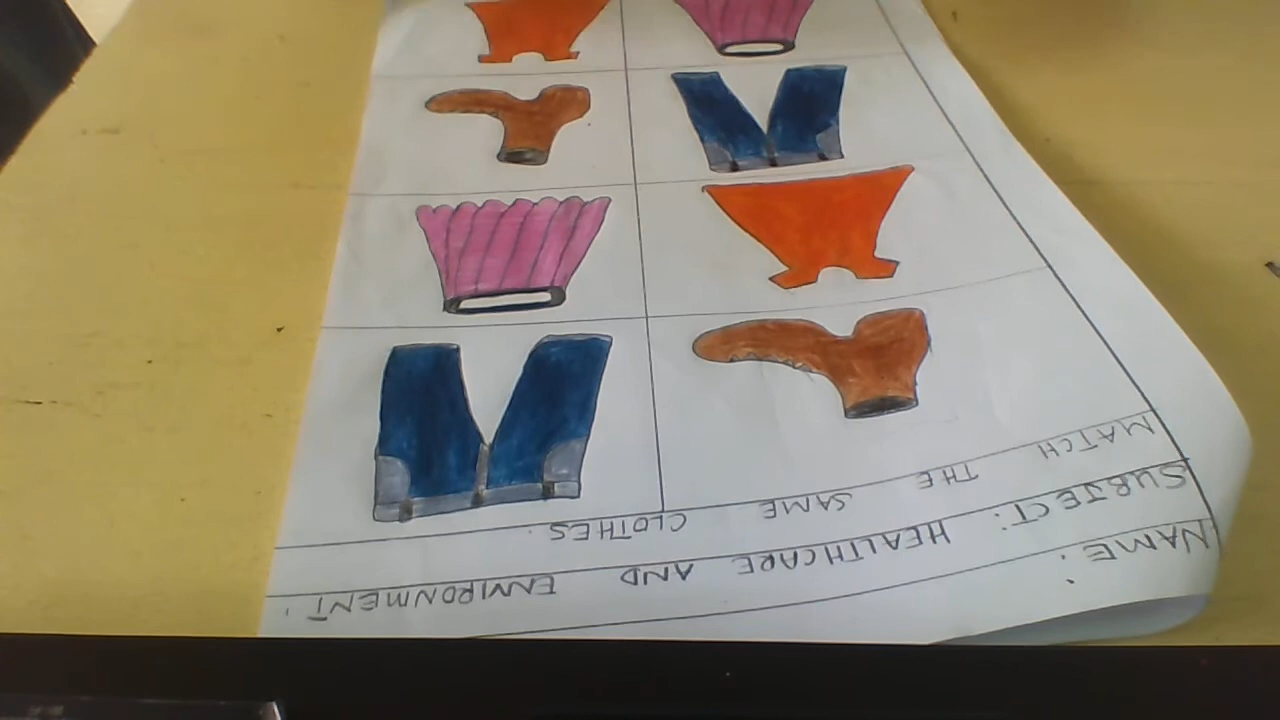 NAME:
SUBJECT: HEALTHCARE AND ENVIRONMENT.
MATCH THE SAME CLOTHES.